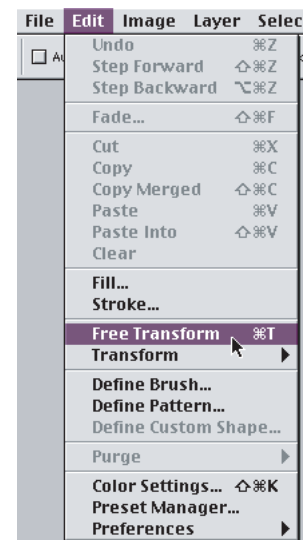 File Edit Image Layer Selec
Au
Undo ⌘Z
Step Forward ⇧⌘Z
Step Backward ⌥⌘Z
Fade... ⇧⌘F
Cut ⌘X
Copy ⌘C
Copy Merged ⇧⌘C
Paste ⌘V
Paste Into ⇧⌘V
Clear
Fill...
Stroke...
Free Transform ⌘T
Transform
Define Brush...
Define Pattern...
Define Custom Shape...
Purge
Color Settings... ⇧⌘K
Preset Manager...
Preferences